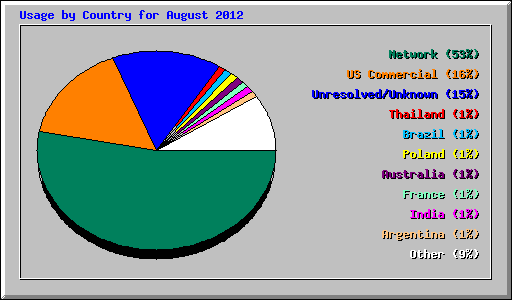 Usage by Country for August 2012
Network (53%)
US Commercial (16%)
Unresolved/Unknown (15%)
Thailand (1%)
Brazil (1%)
Poland (1%)
Australia (1%)
France (1%)
India (1%)
Argentina (1%)
Other (9%)